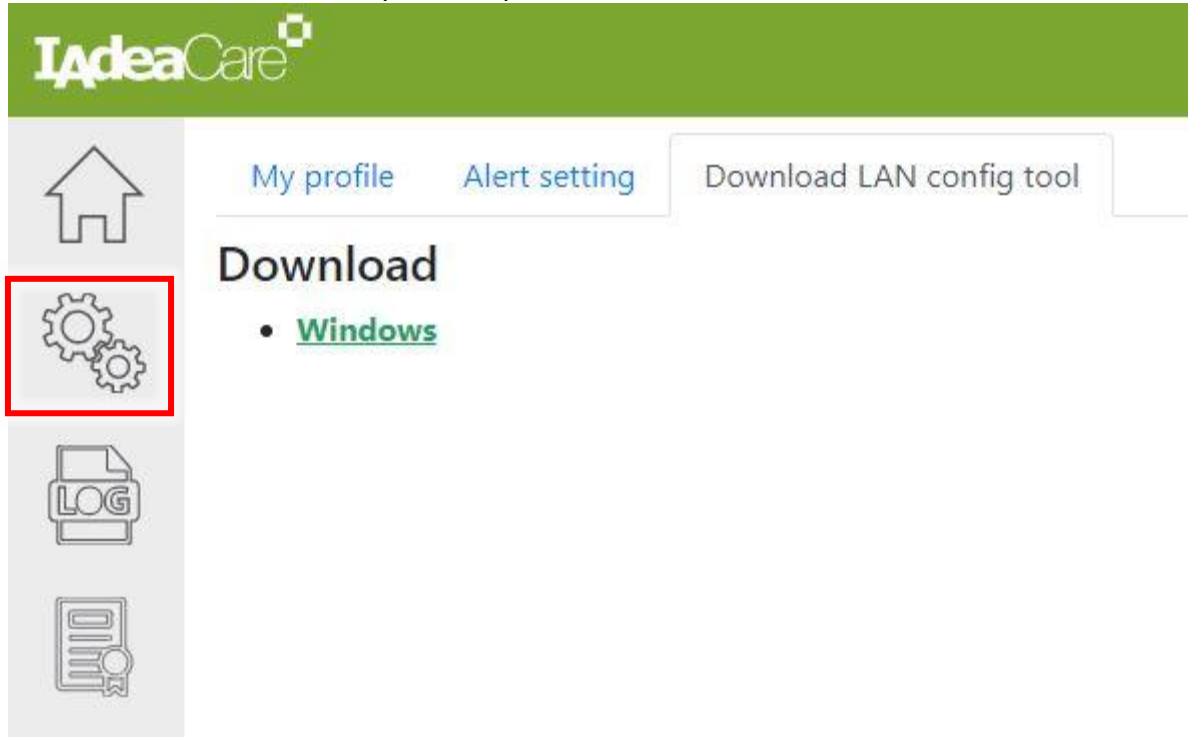 IAdeaCare
My profile Alert setting Download LAN config tool
Download
• Windows
LOG